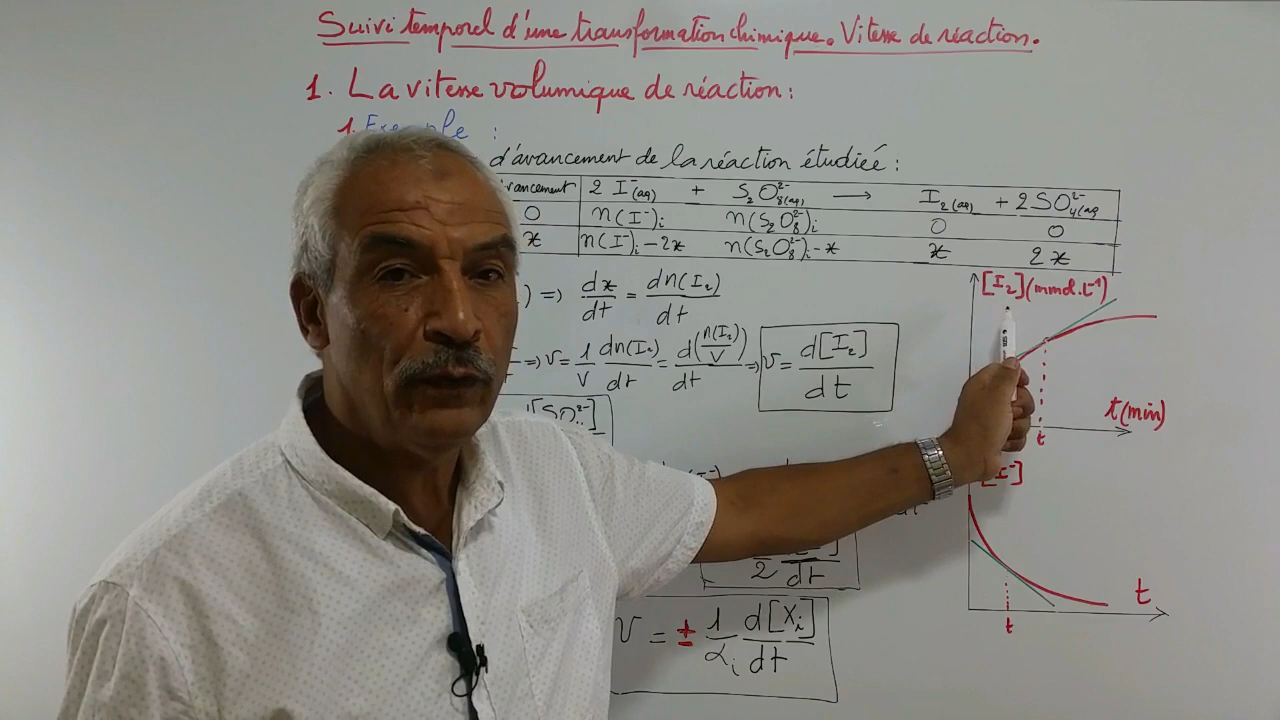 Suivi temporel d'une transformation chimique. Vitesse de réaction.
1. La vitesse volumique de réaction :
1. Exemple :
d'avancement de la réaction étudiéé :
vancement 2 I⁻(aq) + S₂O₈²⁻(aq) → I₂(aq) + 2 SO₄²⁻(aq
0 n(I⁻)i n(S₂O₈²⁻)i 0 0
x n(I⁻)i − 2x n(S₂O₈²⁻)i − x x 2x
) => dx/dt = dn(I₂)/dt
=> V = 1/V dn(I₂)/dt = d(n(I₂)/V)/dt => V = d[I₂]/dt
[I₂] (mmol.t⁻¹)
t(min)
t
[I⁻]
2 dt
V = ± 1/αi d[Xi]/dt
t
t